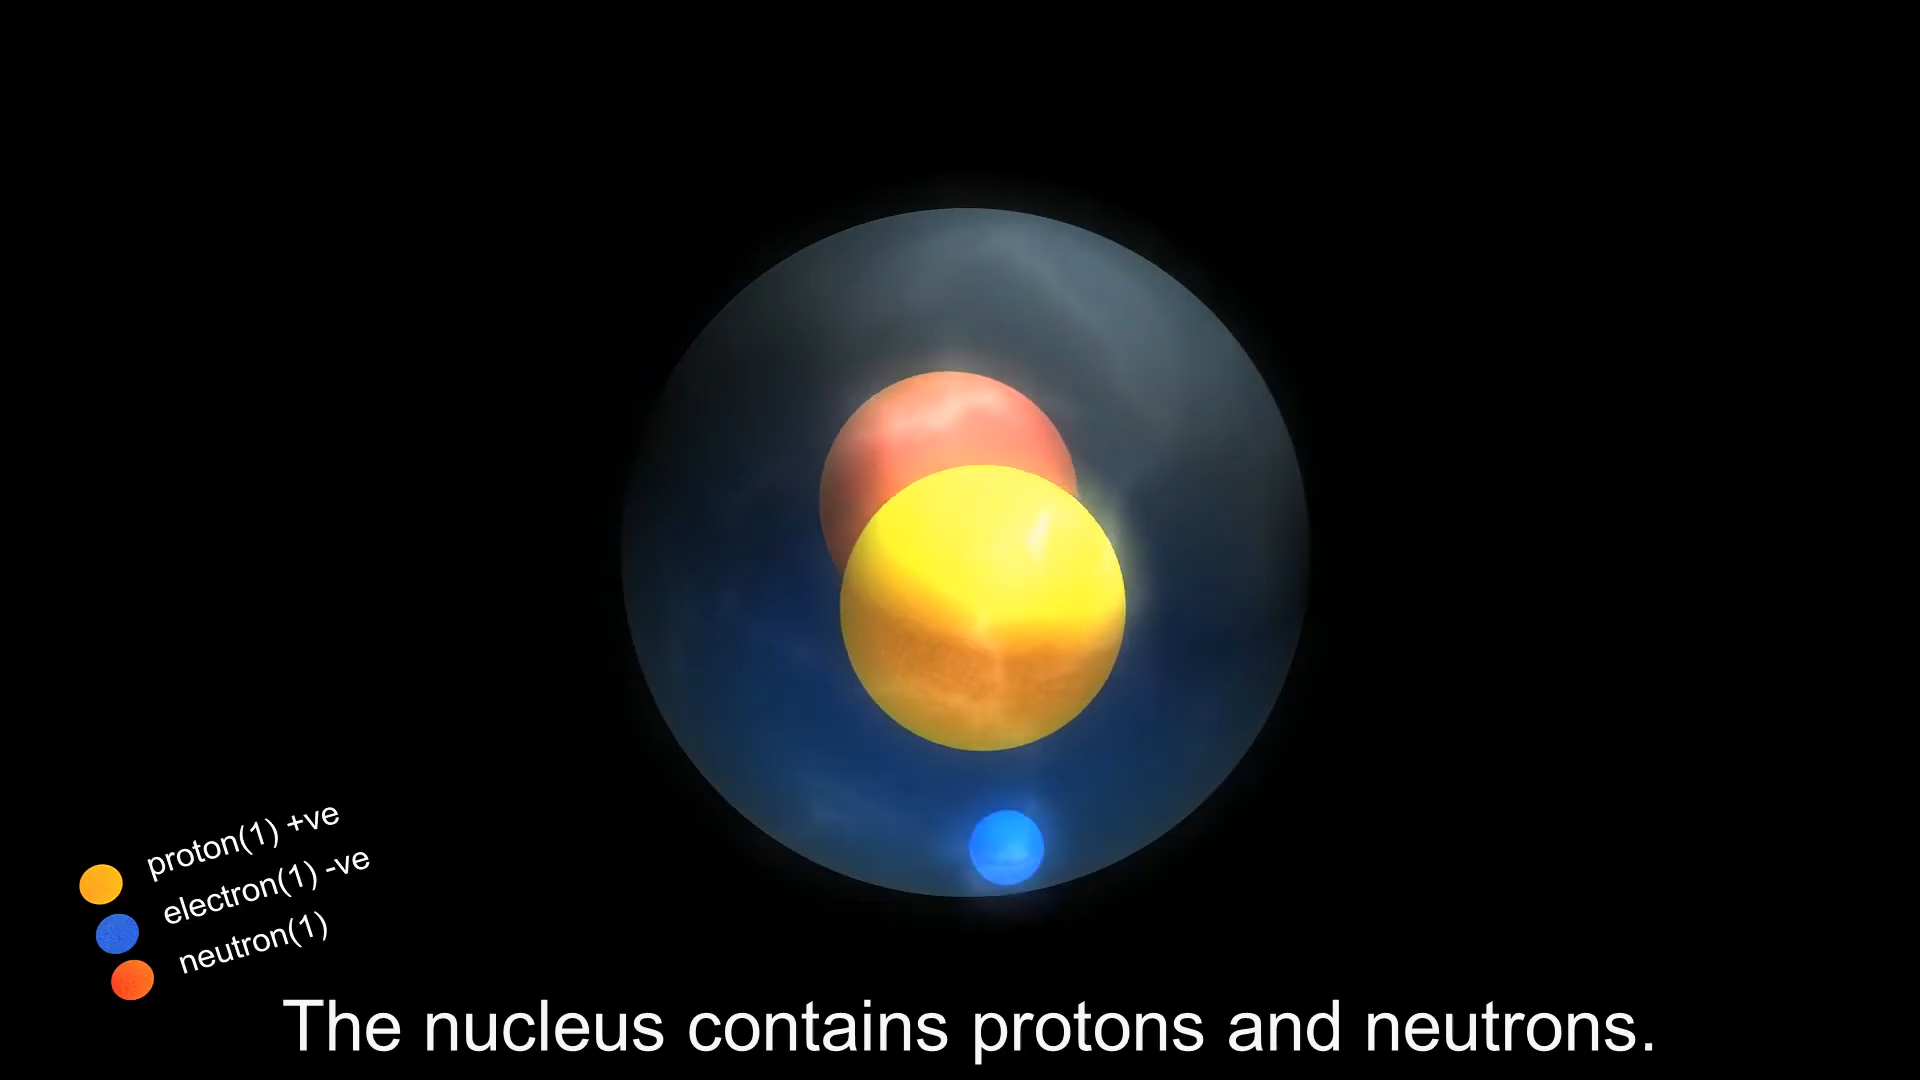 proton(1) +ve
electron(1) -ve
neutron(1)
The nucleus contains protons and neutrons.